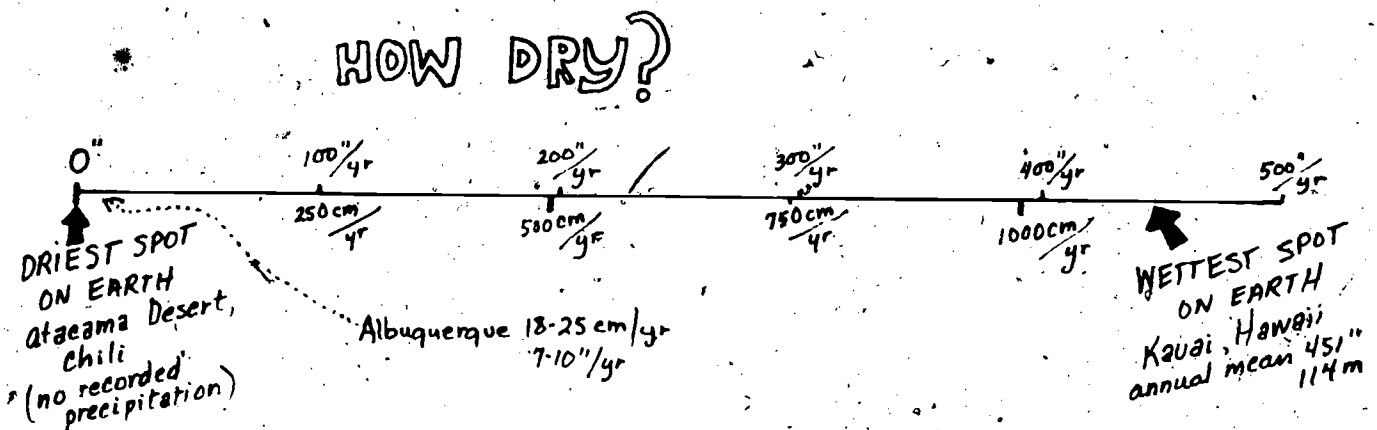 HOW DRY?
0"
100"/yr
200"/yr
300"/yr
400"/yr
500"/yr
250 cm/yr
500 cm/yr
750 cm/yr
1000 cm/yr
DRIEST SPOT
ON EARTH
Atacama Desert,
Chili
*(no recorded
precipitation)
Albuquerque 18-25 cm/yr
7-10"/yr
WETTEST SPOT
ON EARTH
Kauai, Hawaii
annual mean 451"
114m